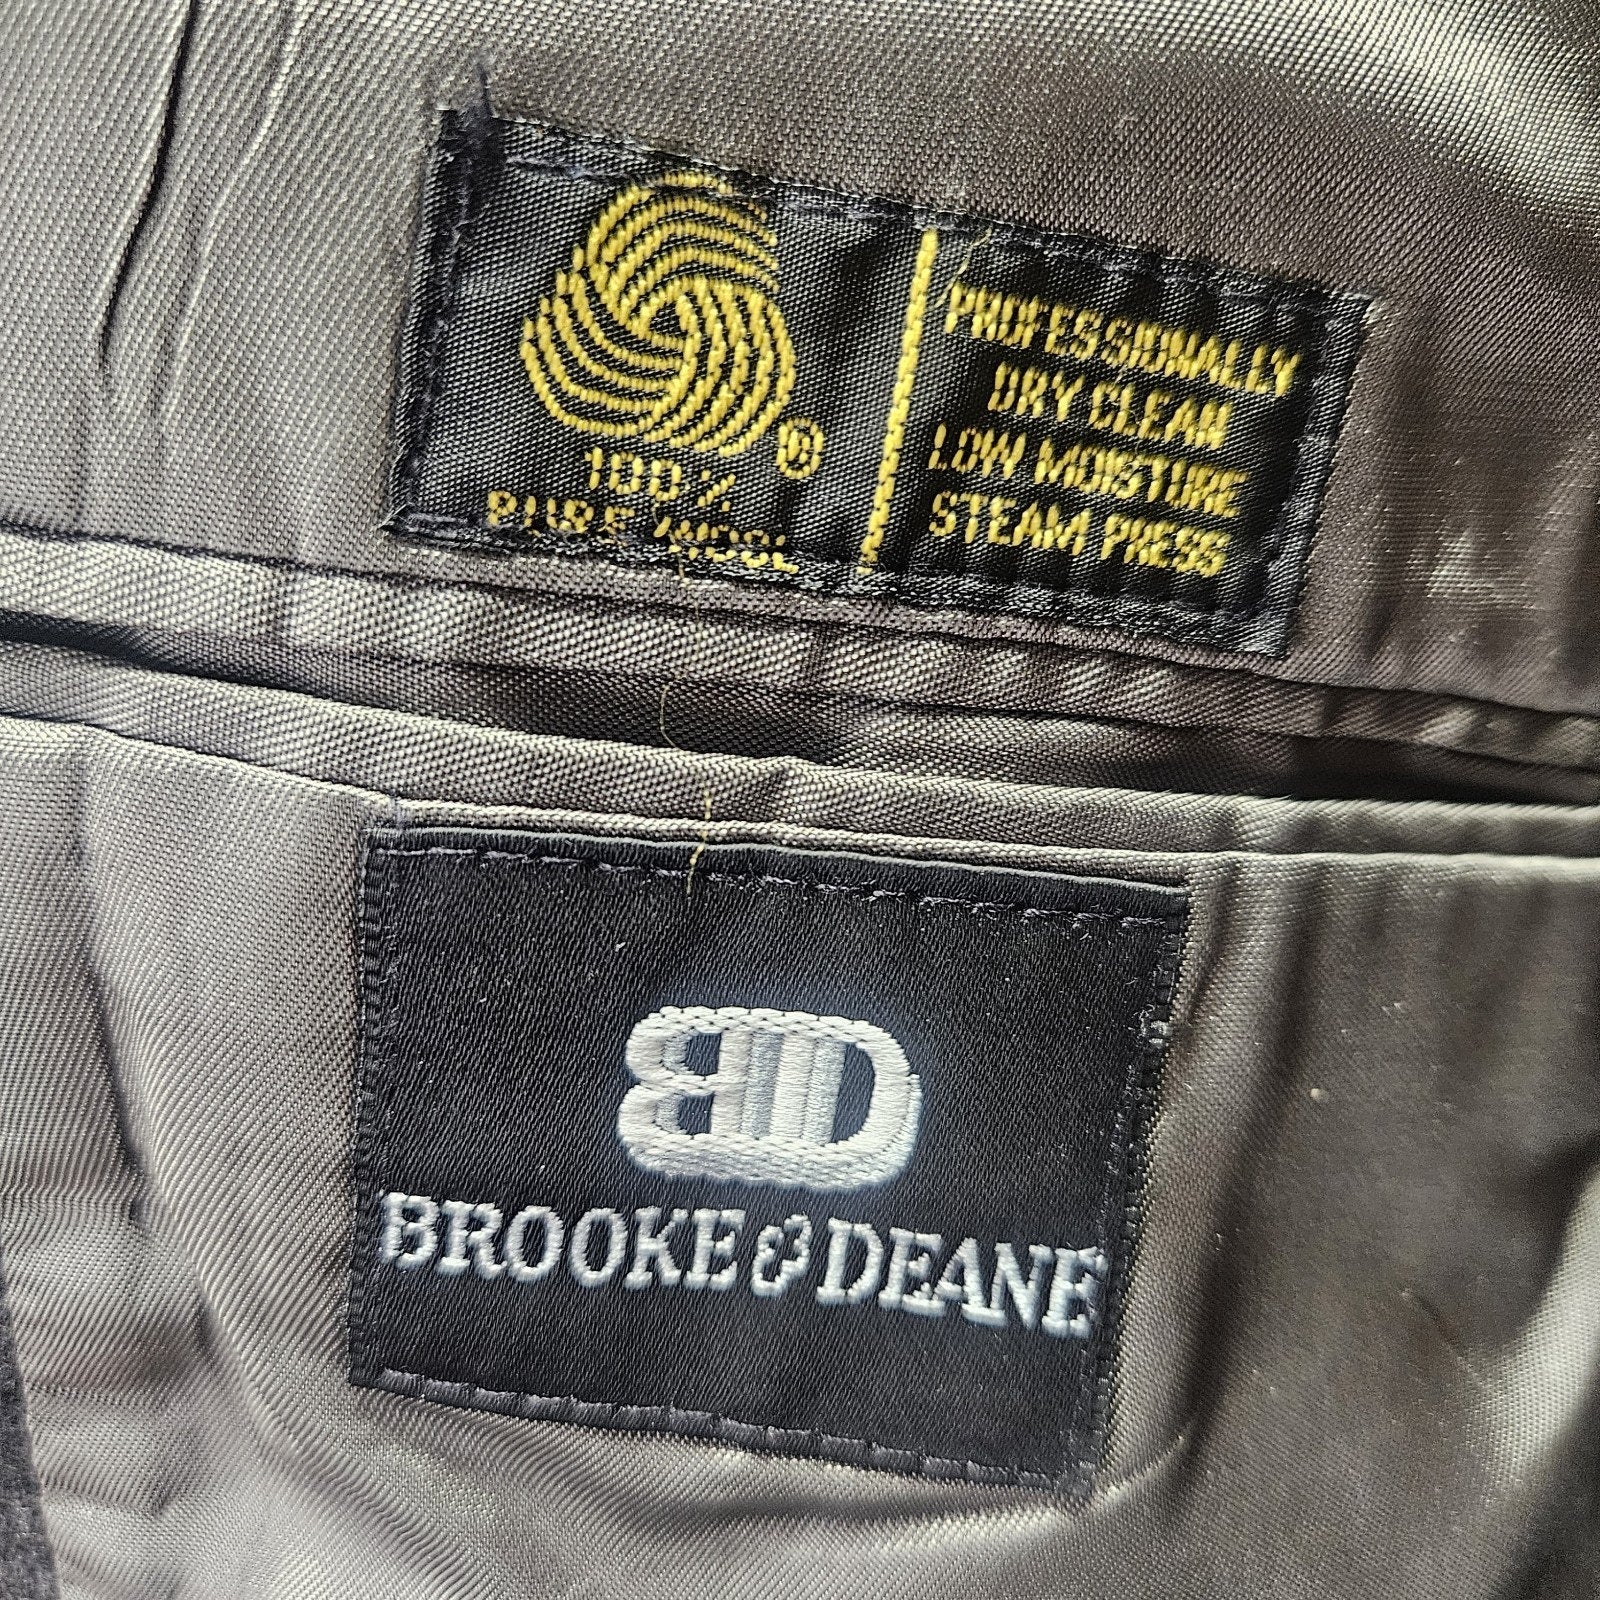 100%
PURE WOOL
PROFESSIONALLY
DRY CLEAN
LOW MOISTURE
STEAM PRESS
BD
BROOKE & DEANE